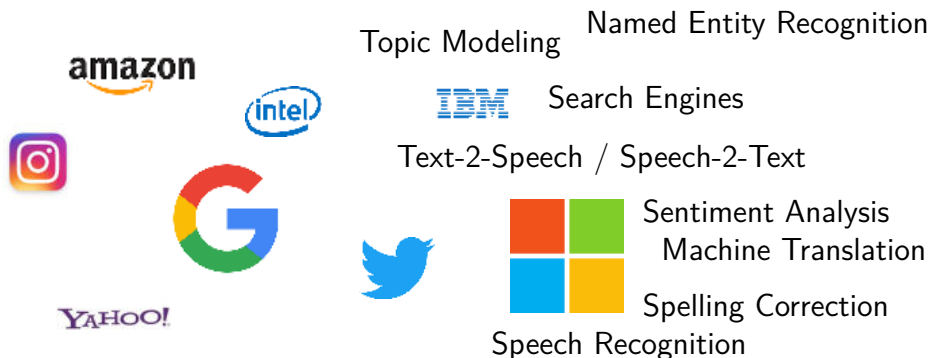 Named Entity Recognition
Topic Modeling
amazon
intel
IBM
Search Engines
Text-2-Speech / Speech-2-Text
Sentiment Analysis
Machine Translation
YAHOO!
Spelling Correction
Speech Recognition